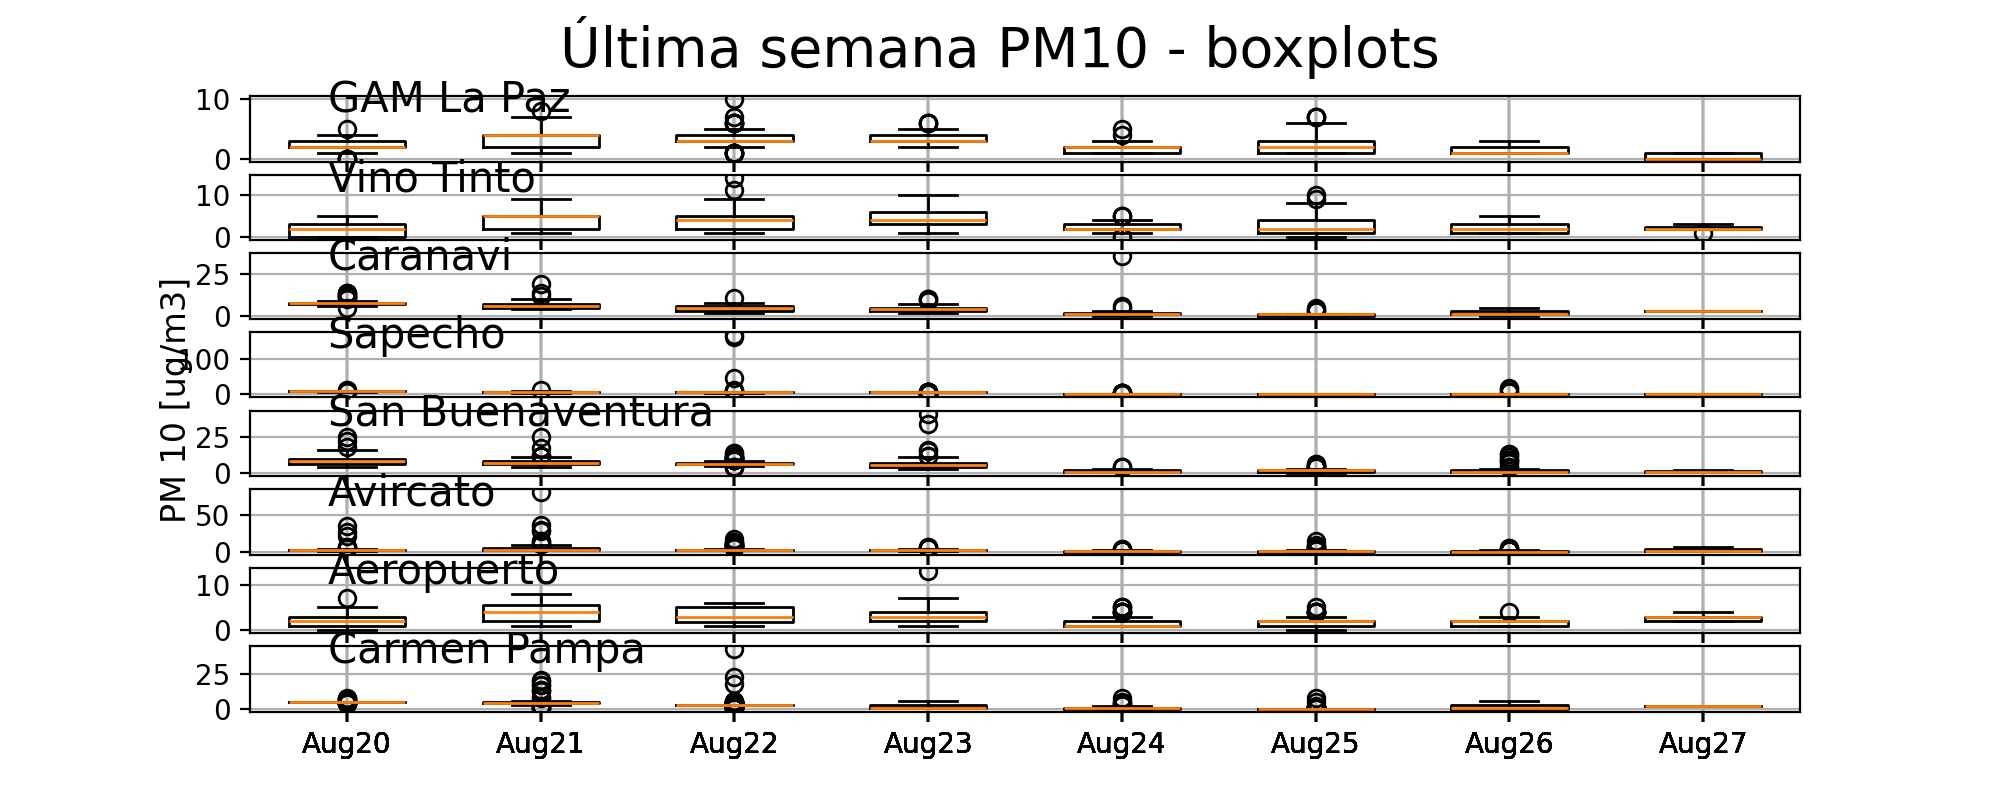 Última semana PM10 - boxplots
GAM La Paz
10
0
Vino Tinto
10
0
Caranavi
25
0
PM 10 [ug/m3]
Sapecho
100
0
San Buenaventura
25
0
Avircato
50
0
Aeropuerto
10
0
Carmen Pampa
25
0
Aug20 Aug21 Aug22 Aug23 Aug24 Aug25 Aug26 Aug27